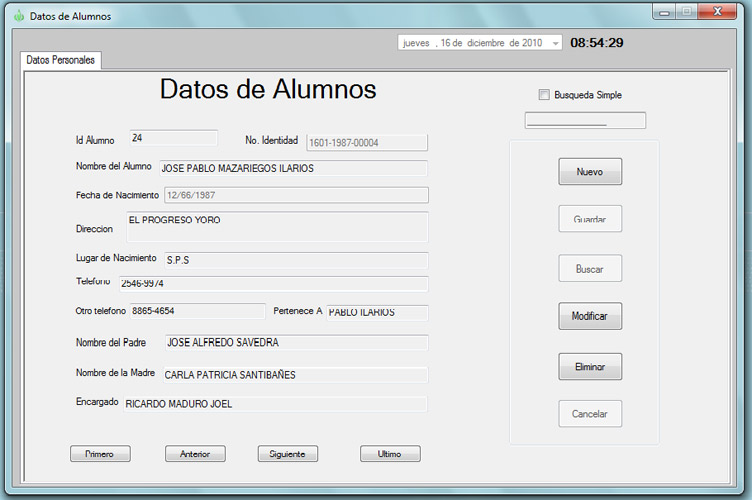 Datos de Alumnos
jueves , 16 de diciembre de 2010 08:54:29
Datos Personales
Datos de Alumnos
Busqueda Simple
Id Alumno 24 No. Identidad 1601-1987-00004
Nombre del Alumno JOSE PABLO MAZARIEGOS ILARIOS
Nuevo
Fecha de Nacimiento 12/66/1987
Direccion EL PROGRESO YORO
Guardar
Lugar de Nacimiento S.P.S
Buscar
Telefono 2546-9974
Otro telefono 8865-4654 Pertenece A PABLO ILARIOS
Modificar
Nombre del Padre JOSE ALFREDO SAVEDRA
Nombre de la Madre CARLA PATRICIA SANTIBAÑES
Eliminar
Encargado RICARDO MADURO JOEL
Cancelar
Primero Anterior Siguiente Ultimo